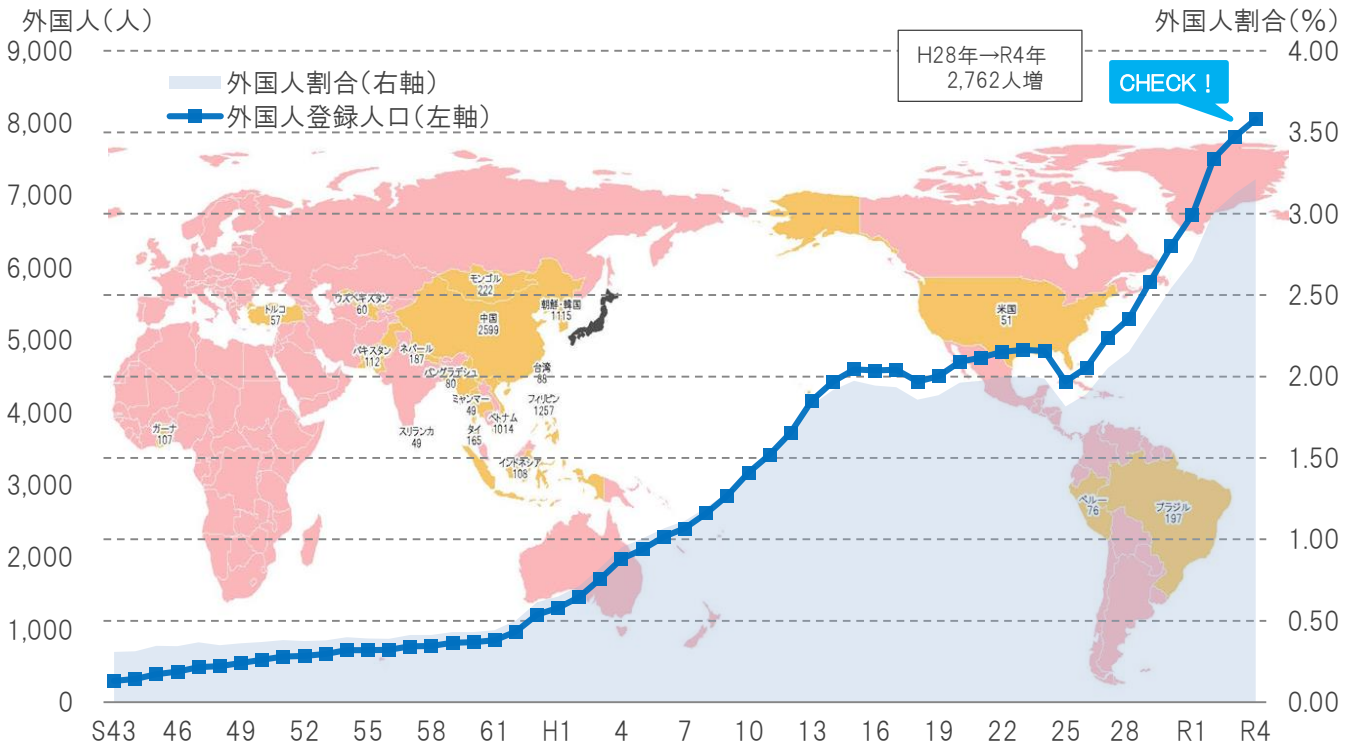 外国人(人)
外国人割合(%)
9,000
8,000
7,000
6,000
5,000
4,000
3,000
2,000
1,000
0
4.00
3.50
3.00
2.50
2.00
1.50
1.00
0.50
0.00
外国人割合(右軸)
外国人登録人口(左軸)
H28年→R4年
2,762人増
CHECK！
モンゴル
222
トルコ
57
ウズベキスタン
60
中国
2599
朝鮮・韓国
1115
米国
51
パキスタン
112
ネパール
187
バングラデシュ
80
台湾
88
ミャンマー
49
フィリピン
1257
ベトナム
1014
ガーナ
107
スリランカ
49
タイ
165
インドネシア
108
ペルー
76
ブラジル
197
S43 46 49 52 55 58 61 H1 4 7 10 13 16 19 22 25 28 R1 R4